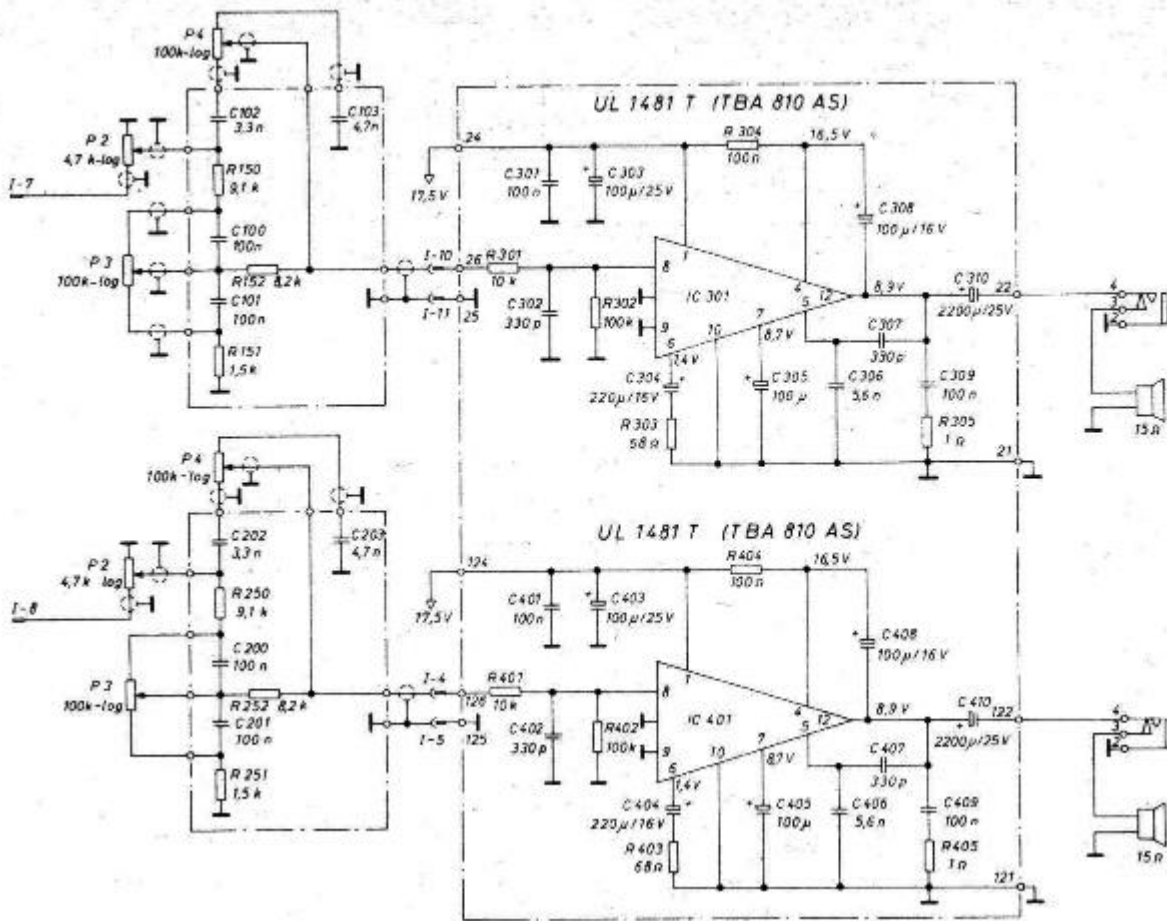 P4
100k-log
C102
3,3n
C103
4,7n
P2
4,7 k-log
I-7
R150
9,1 k
C100
100n
P3
100k-log
R152 8,2k
C101
100n
R151
1,5k
I-10
26
I-11
25
UL 1481 T (TBA 810 AS)
24
17,5V
C301
100n
+
C303
100µ/25V
R304
100n
16,5V
+
C308
100µ/16V
R301
10k
C302
330p
R302
100k
8
1
IC 301
9
6
10
7
4
5
12
1,4V
8,7V
8,9V
C310
+
2200µ/25V
22
C307
330p
C304
+
220µ/16V
R303
68Ω
+
C305
100µ
C306
5,6n
C309
100n
R305
1Ω
21
4
3
2
15Ω
P4
100k-log
C202
3,3n
C203
4,7n
P2
4,7k log
I-8
R250
9,1 k
C200
100n
P3
100k-log
R252 8,2k
C201
100n
R251
1,5k
I-4
126
I-5
125
UL 1481 T (TBA 810 AS)
124
17,5V
C401
100n
+
C403
100µ/25V
R404
100n
16,5V
+
C408
100µ/16V
R401
10k
C402
330p
R402
100k
8
1
IC 401
9
6
10
7
4
5
12
1,4V
8,7V
8,9V
C410
+
2200µ/25V
122
C407
330p
C404
+
220µ/16V
R403
68Ω
+
C405
100µ
C406
5,6n
C409
100n
R405
1Ω
121
4
3
2
15Ω